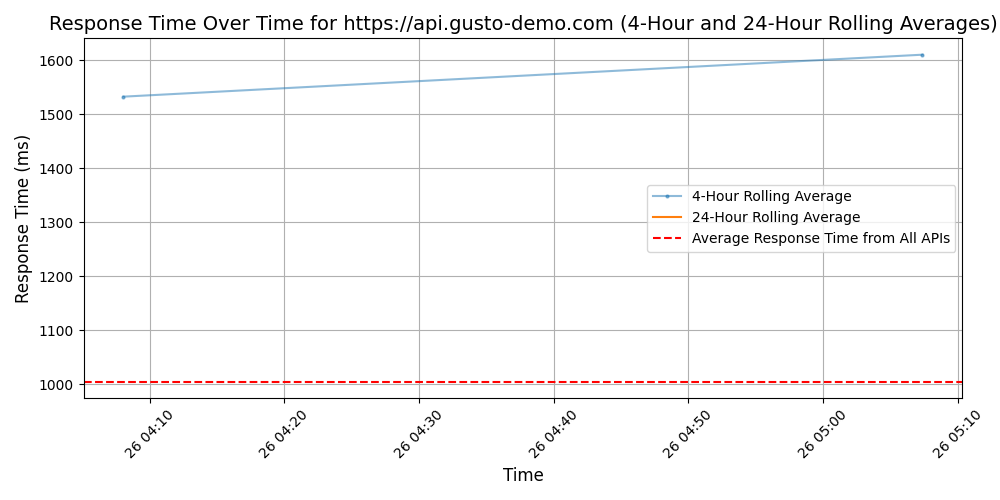 Response Time Over Time for https://api.gusto-demo.com (4-Hour and 24-Hour Rolling Averages)
Response Time (ms)
1600
1500
1400
1300
1200
1100
1000
4-Hour Rolling Average
24-Hour Rolling Average
Average Response Time from All APIs
26 04:10
26 04:20
26 04:30
26 04:40
26 04:50
26 05:00
26 05:10
Time